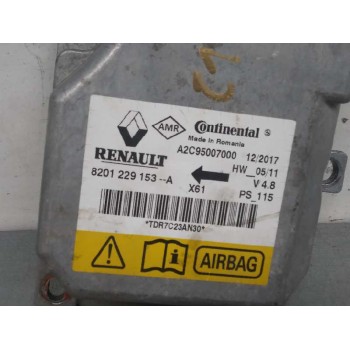 AMR Continental S
Made in Romania
RENAULT A2C95007000 12/2017
8201 229 153--A HW_05/11
X61 V 4.8
PS_115
*TDR7C23AN30*
! i AIRBAG